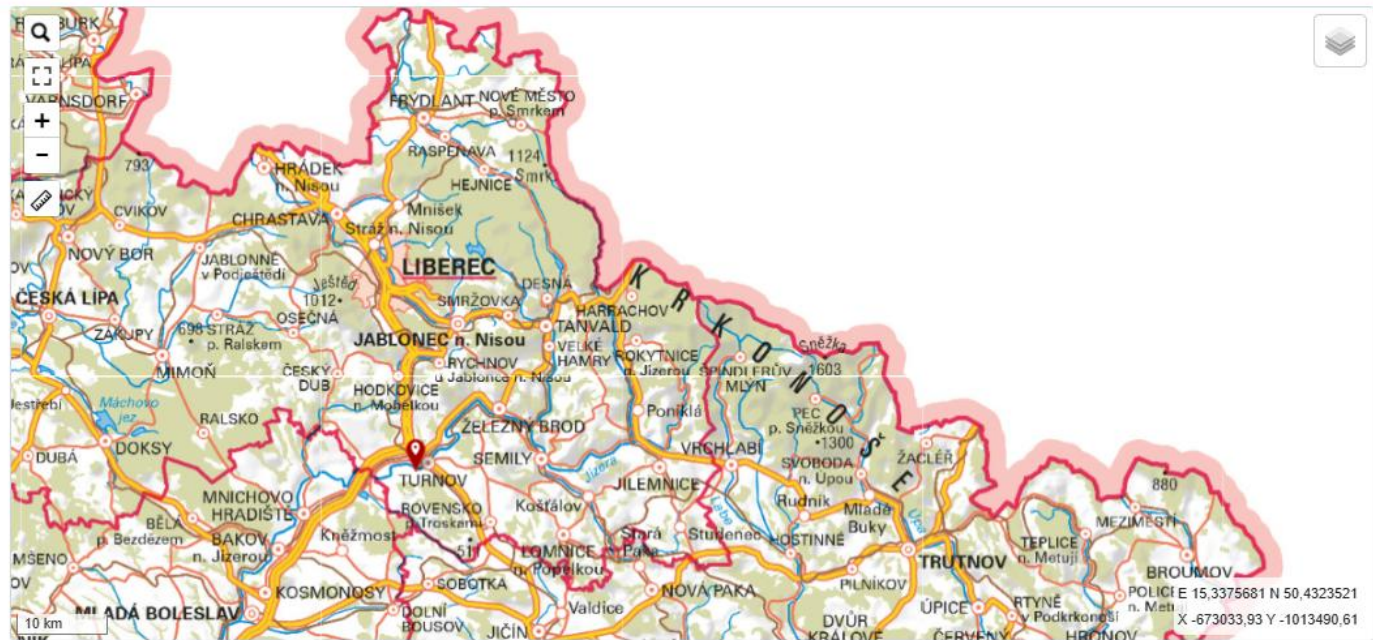 BURK
LÍPA
VARNSDORF
793
FRÝDLANT
NOVÉ MĚSTO
p. Smrkem
RASPENAVA
HEJNICE
1124
Smrk
HRÁDEK
n. Nisou
Mníšek
CVIKOV
CHRASTAVA
Stráž n. Nisou
NOVÝ BOR
JABLONNÉ
v Podještědí
LIBEREC
Ještěd
1012
DESNÁ
SMRŽOVKA
HARRACHOV
KRKONOŠE
ČESKÁ LÍPA
ZÁKUPY
698
STRÁŽ
p. Ralskem
OSEČNÁ
JABLONEC n. Nisou
TANVALD
VELKÉ
HAMRY
ROKYTNICE
n. Jizerou
ŠPINDLERŮV
MLÝN
Sněžka
1603
MIMOŇ
ČESKÝ
DUB
RYCHNOV
u Jablonce n. Nisou
HODKOVICE
n. Mohelkou
PEC
p. Sněžkou
1300
Jestřebí
Máchovo
jez.
RALSKO
Poniklá
ŽELEZNÝ BROD
DOKSY
DUBÁ
TURNOV
SEMILY
Jizera
VRCHLABÍ
SVOBODA
n. Úpou
ŽACLÉŘ
MNICHOVO
HRADIŠTĚ
JILEMNICE
Rudník
Mladé
Buky
Úpa
880
ROVENSKO
p. Troskami
Košťálov
Labe
BĚLÁ
p. Bezdězem
BAKOV
n. Jizerou
Kněžmost
511
Stará
Paka
Studenec
HOSTINNÉ
TRUTNOV
TEPLICE
n. Metují
MEZIMĚSTÍ
MŠENO
LOMNICE
n. Popelkou
PILNÍKOV
BROUMOV
KOSMONOSY
SOBOTKA
NOVÁ PAKA
MLADÁ BOLESLAV
DOLNÍ
BOUSOV
Valdice
JIČÍN
DVŮR
KRÁLOVÉ
ÚPICE
RTYNĚ
v Podkrkonoší
POLICE
n. Metují
ČERVENÝ
HRONOV
10 km
E 15,3375681 N 50,4323521
X -673033,93 Y -1013490,61